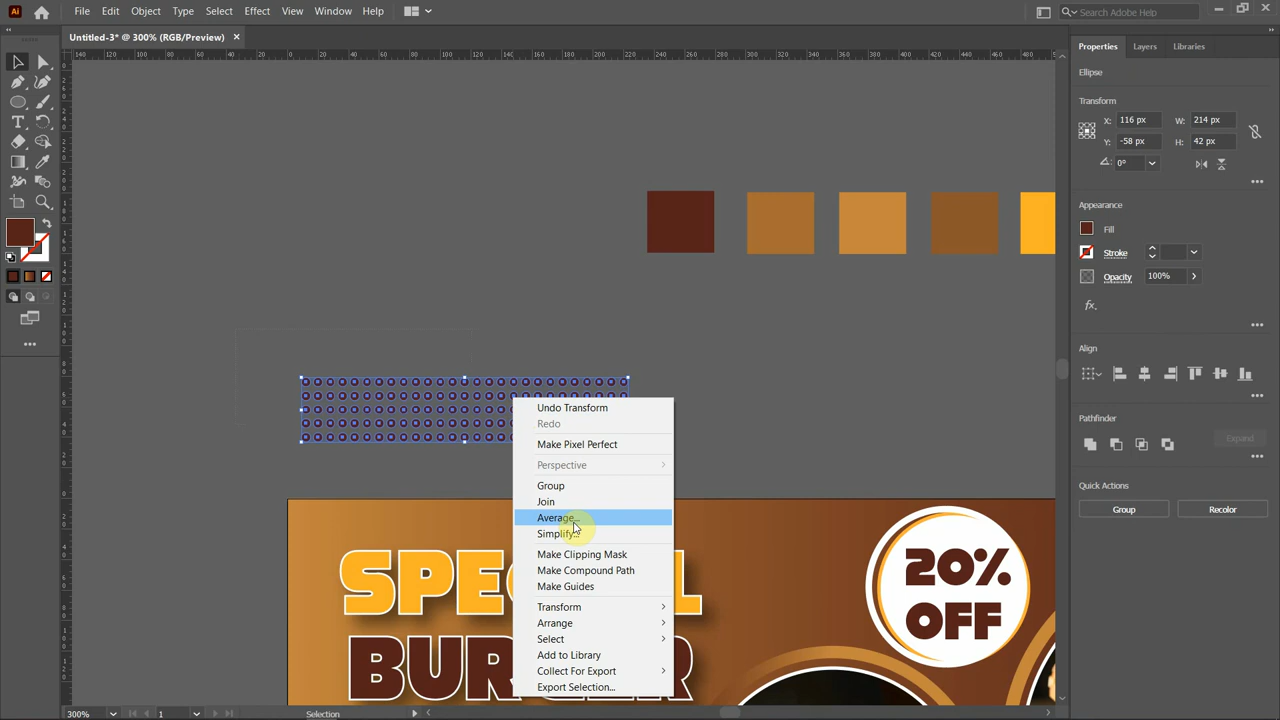 File Edit Object Type Select Effect View Window Help
Search Adobe Help
Untitled-3* @ 300% (RGB/Preview)
Properties Layers Libraries
Ellipse
Transform
X: 116 px W: 214 px
Y: -58 px H: 42 px
0°
Appearance
Fill
Stroke
Opacity 100%
fx.
Align
Pathfinder
Expand
Quick Actions
Group Recolor
Undo Transform
Redo
Make Pixel Perfect
Perspective
Group
Join
Average...
Simplify...
Make Clipping Mask
Make Compound Path
Make Guides
Transform
Arrange
Select
Add to Library
Collect For Export
Export Selection...
20%
OFF
300% 1 Selection